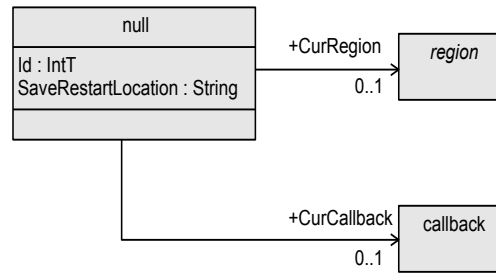 null
Id : IntT
SaveRestartLocation : String
+CurRegion
region
0..1
+CurCallback
callback
0..1